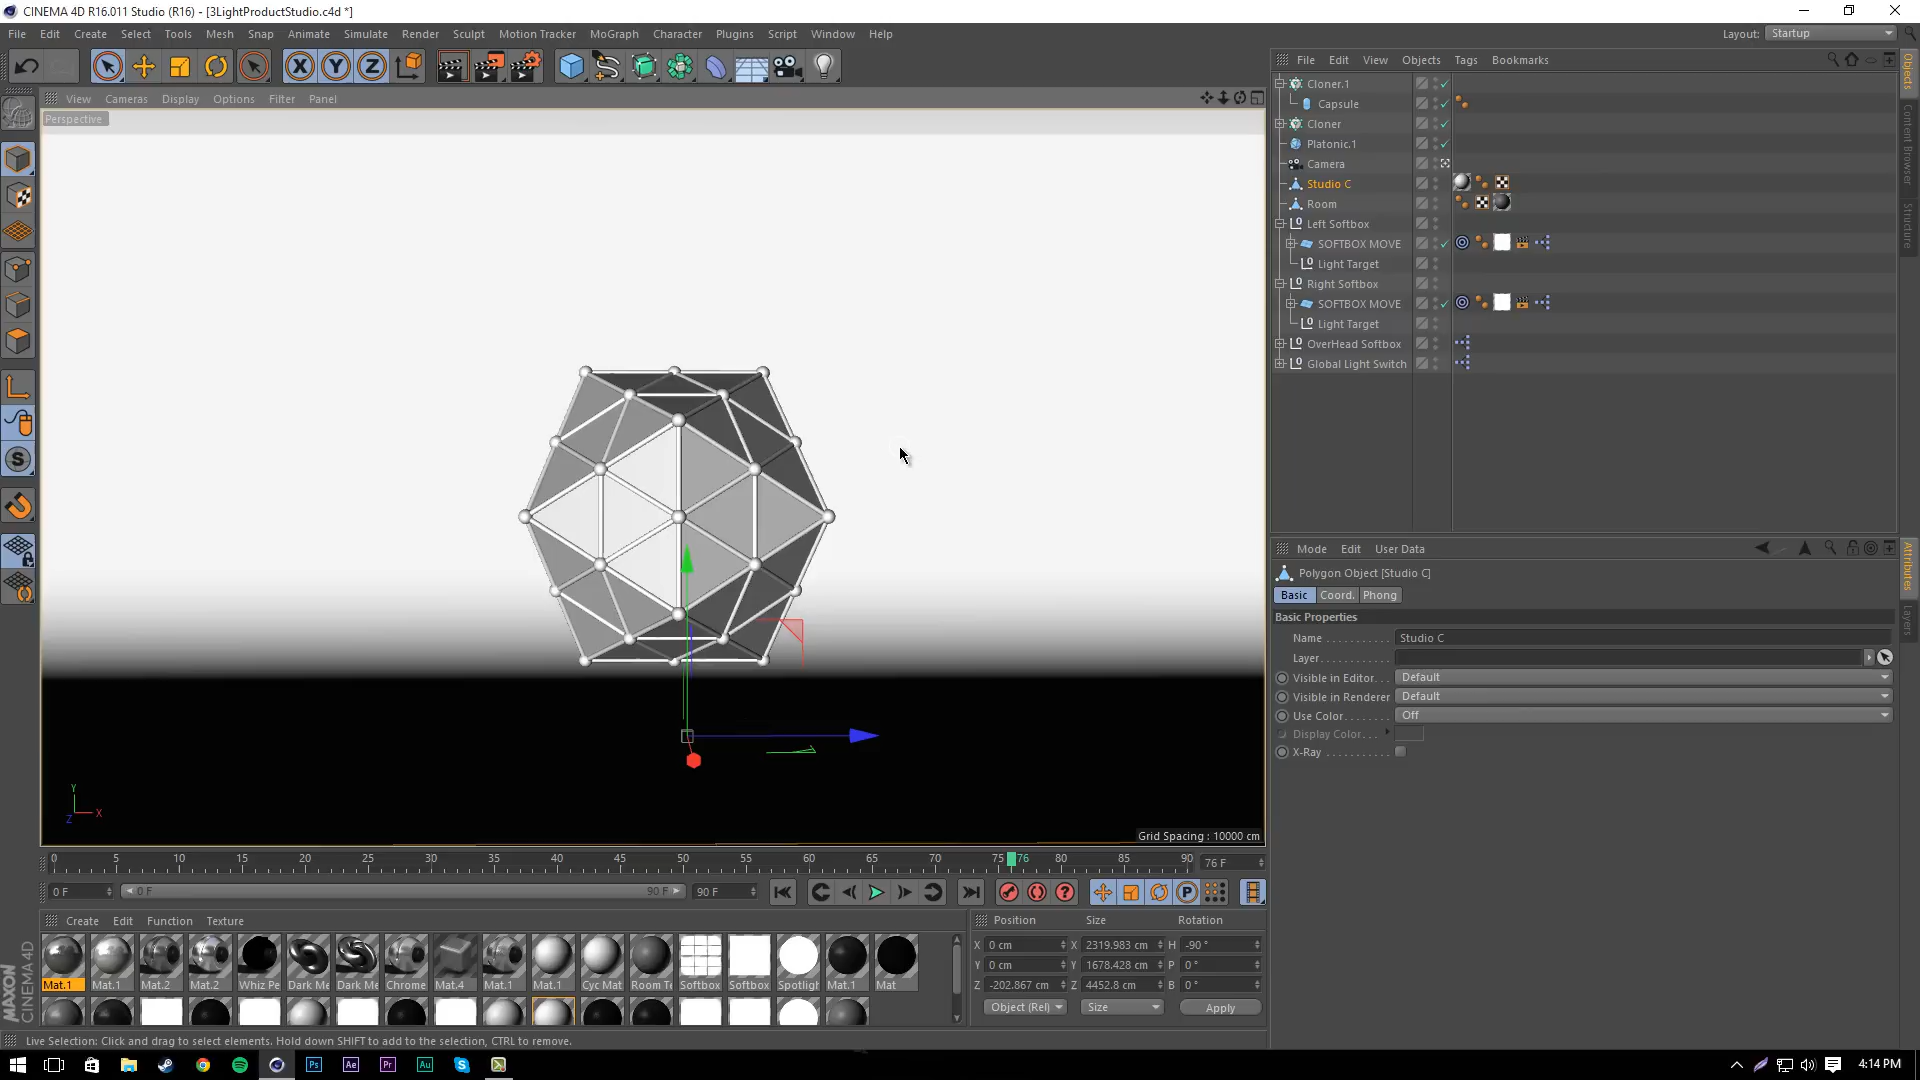 CINEMA 4D R16.011 Studio (R16) - [3LightProductStudio.c4d *]
File Edit Create Select Tools Mesh Snap Animate Simulate Render Sculpt Motion Tracker MoGraph Character Plugins Script Window Help
Layout: Startup
View Cameras Display Options Filter Panel
Perspective
Y
X
Z
Grid Spacing : 10000 cm
0 5 10 15 20 25 30 35 40 45 50 55 60 65 70 75 76 80 85 90
76 F
0 F
0 F
90 F
90 F
Create Edit Function Texture
Mat.1 Mat.1 Mat.2 Mat.2 Whiz Pe Dark Me Dark Me Chrome Mat.4 Mat.1 Mat.1 Cyc Mat Room Te Softbox Softbox Spotligh Mat.1 Mat
Position Size Rotation
X 0 cm X 2319.983 cm H -90 °
Y 0 cm Y 1678.428 cm P 0 °
Z -202.867 cm Z 4452.8 cm B 0 °
Object (Rel) Size Apply
MAXON
CINEMA 4D
Live Selection: Click and drag to select elements. Hold down SHIFT to add to the selection, CTRL to remove.
File Edit View Objects Tags Bookmarks
Cloner.1
Capsule
Cloner
Platonic.1
Camera
Studio C
Room
Left Softbox
SOFTBOX MOVE
Light Target
Right Softbox
SOFTBOX MOVE
Light Target
OverHead Softbox
Global Light Switch
Objects
Content Browser
Structure
Mode Edit User Data
Polygon Object [Studio C]
Basic Coord. Phong
Basic Properties
Name . . . . . . . . . . . Studio C
Layer . . . . . . . . . . .
Visible in Editor. . . Default
Visible in Renderer Default
Use Color. . . . . . . . Off
Display Color. . .
X-Ray . . . . . . . . . . .
Attributes
Layers
Ps Ae Pr Au
4:14 PM